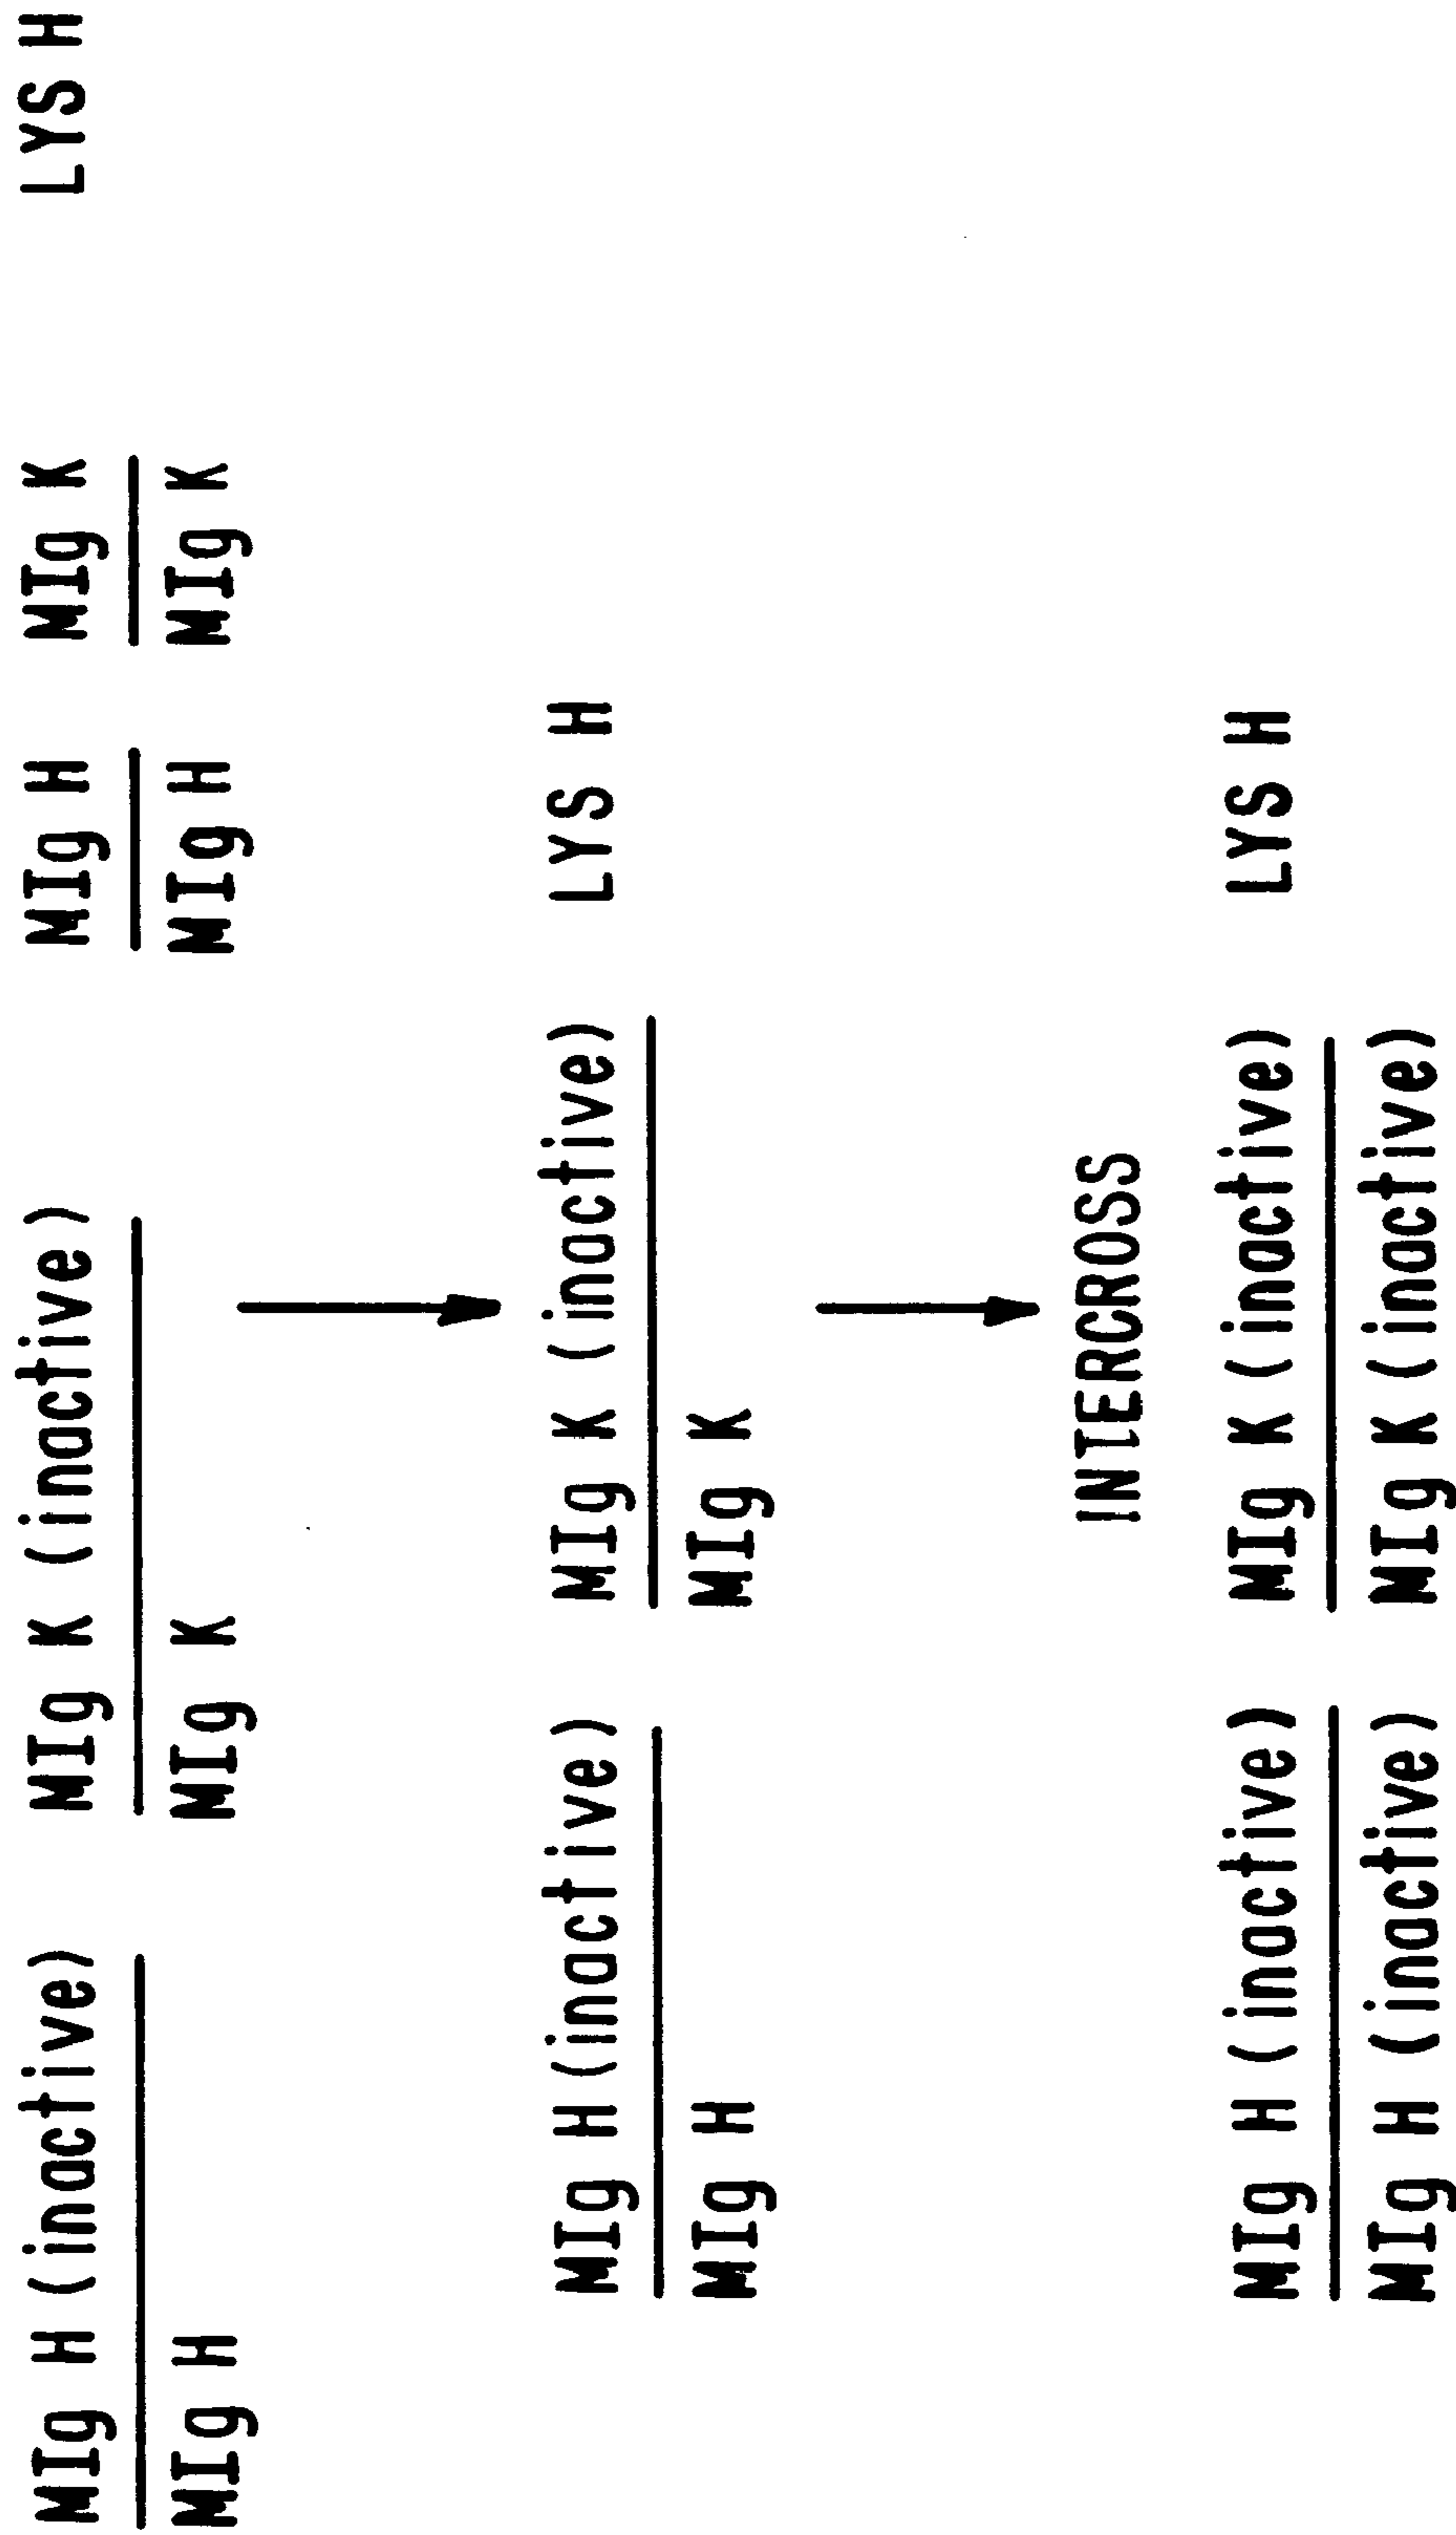 MIg H (inactive) MIg K (inactive) MIg H MIg K LYS H
MIg H MIg K MIg H MIg K
MIg H (inactive) MIg K (inactive) LYS H
MIg H MIg K
INTERCROSS
MIg H (inactive) MIg K (inactive) LYS H
MIg H (inactive) MIg K (inactive)